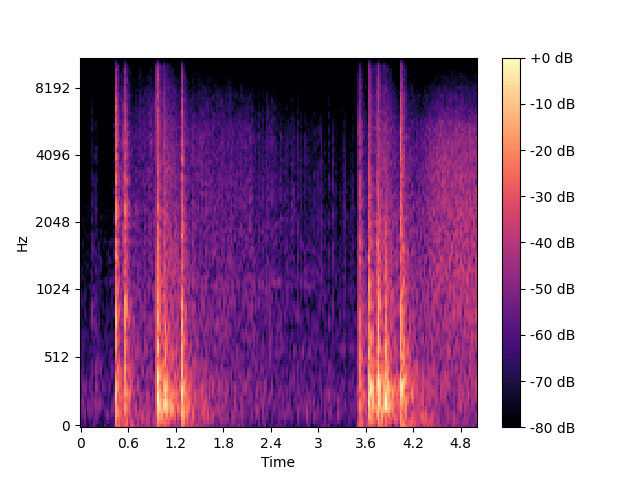 +0 dB
8192
-10 dB
4096
-20 dB
-30 dB
2048
-40 dB
Hz
1024
-50 dB
-60 dB
512
-70 dB
0
-80 dB
0 0.6 1.2 1.8 2.4 3 3.6 4.2 4.8
Time